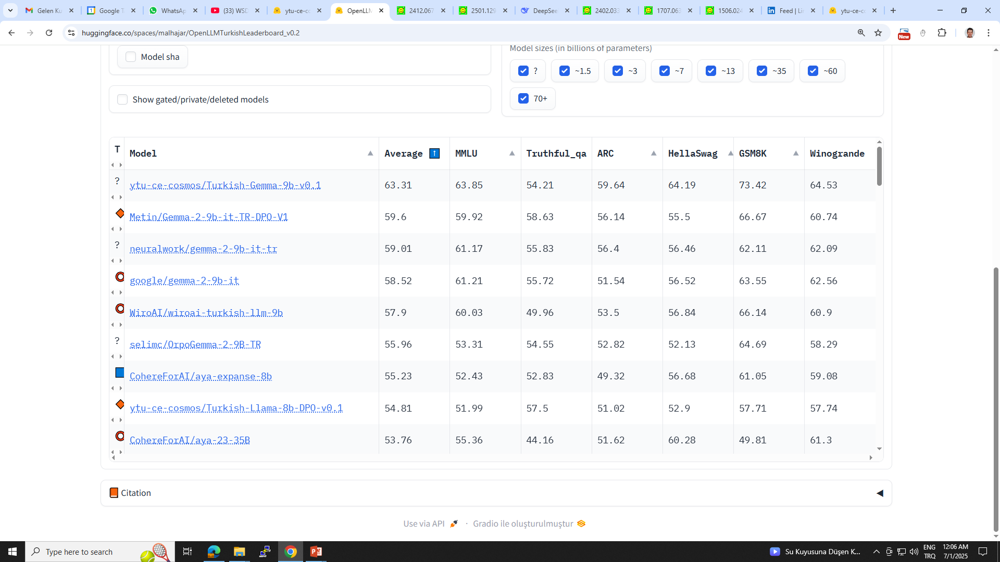 Gelen Ku
Google T
WhatsAp
(33) WSD
ytu-ce-co
OpenLLM
2412.067
2501.129
DeepSee
2402.033
1707.063
1506.024
Feed | Li
ytu-ce-co
huggingface.co/spaces/malhajar/OpenLLMTurkishLeaderboard_v0.2
New
Model sha
Show gated/private/deleted models
Model sizes (in billions of parameters)
? ~1.5 ~3 ~7 ~13 ~35 ~60
70+
T Model Average ↑ MMLU Truthful_qa ARC HellaSwag GSM8K Winogrande
? ytu-ce-cosmos/Turkish-Gemma-9b-v0.1 63.31 63.85 54.21 59.64 64.19 73.42 64.53
Metin/Gemma-2-9b-it-TR-DPO-V1 59.6 59.92 58.63 56.14 55.5 66.67 60.74
? neuralwork/gemma-2-9b-it-tr 59.01 61.17 55.83 56.4 56.46 62.11 62.09
google/gemma-2-9b-it 58.52 61.21 55.72 51.54 56.52 63.55 62.56
WiroAI/wiroai-turkish-llm-9b 57.9 60.03 49.96 53.5 56.84 66.14 60.9
? selimc/OrpoGemma-2-9B-TR 55.96 53.31 54.55 52.82 52.13 64.69 58.29
CohereForAI/aya-expanse-8b 55.23 52.43 52.83 49.32 56.68 61.05 59.08
ytu-ce-cosmos/Turkish-Llama-8b-DPO-v0.1 54.81 51.99 57.5 51.02 52.9 57.71 57.74
CohereForAI/aya-23-35B 53.76 55.36 44.16 51.62 60.28 49.81 61.3
Citation
Use via API · Gradio ile oluşturulmuştur
Type here to search
Su Kuyusuna Düşen K...
ENG
TRQ
12:06 AM
7/1/2025